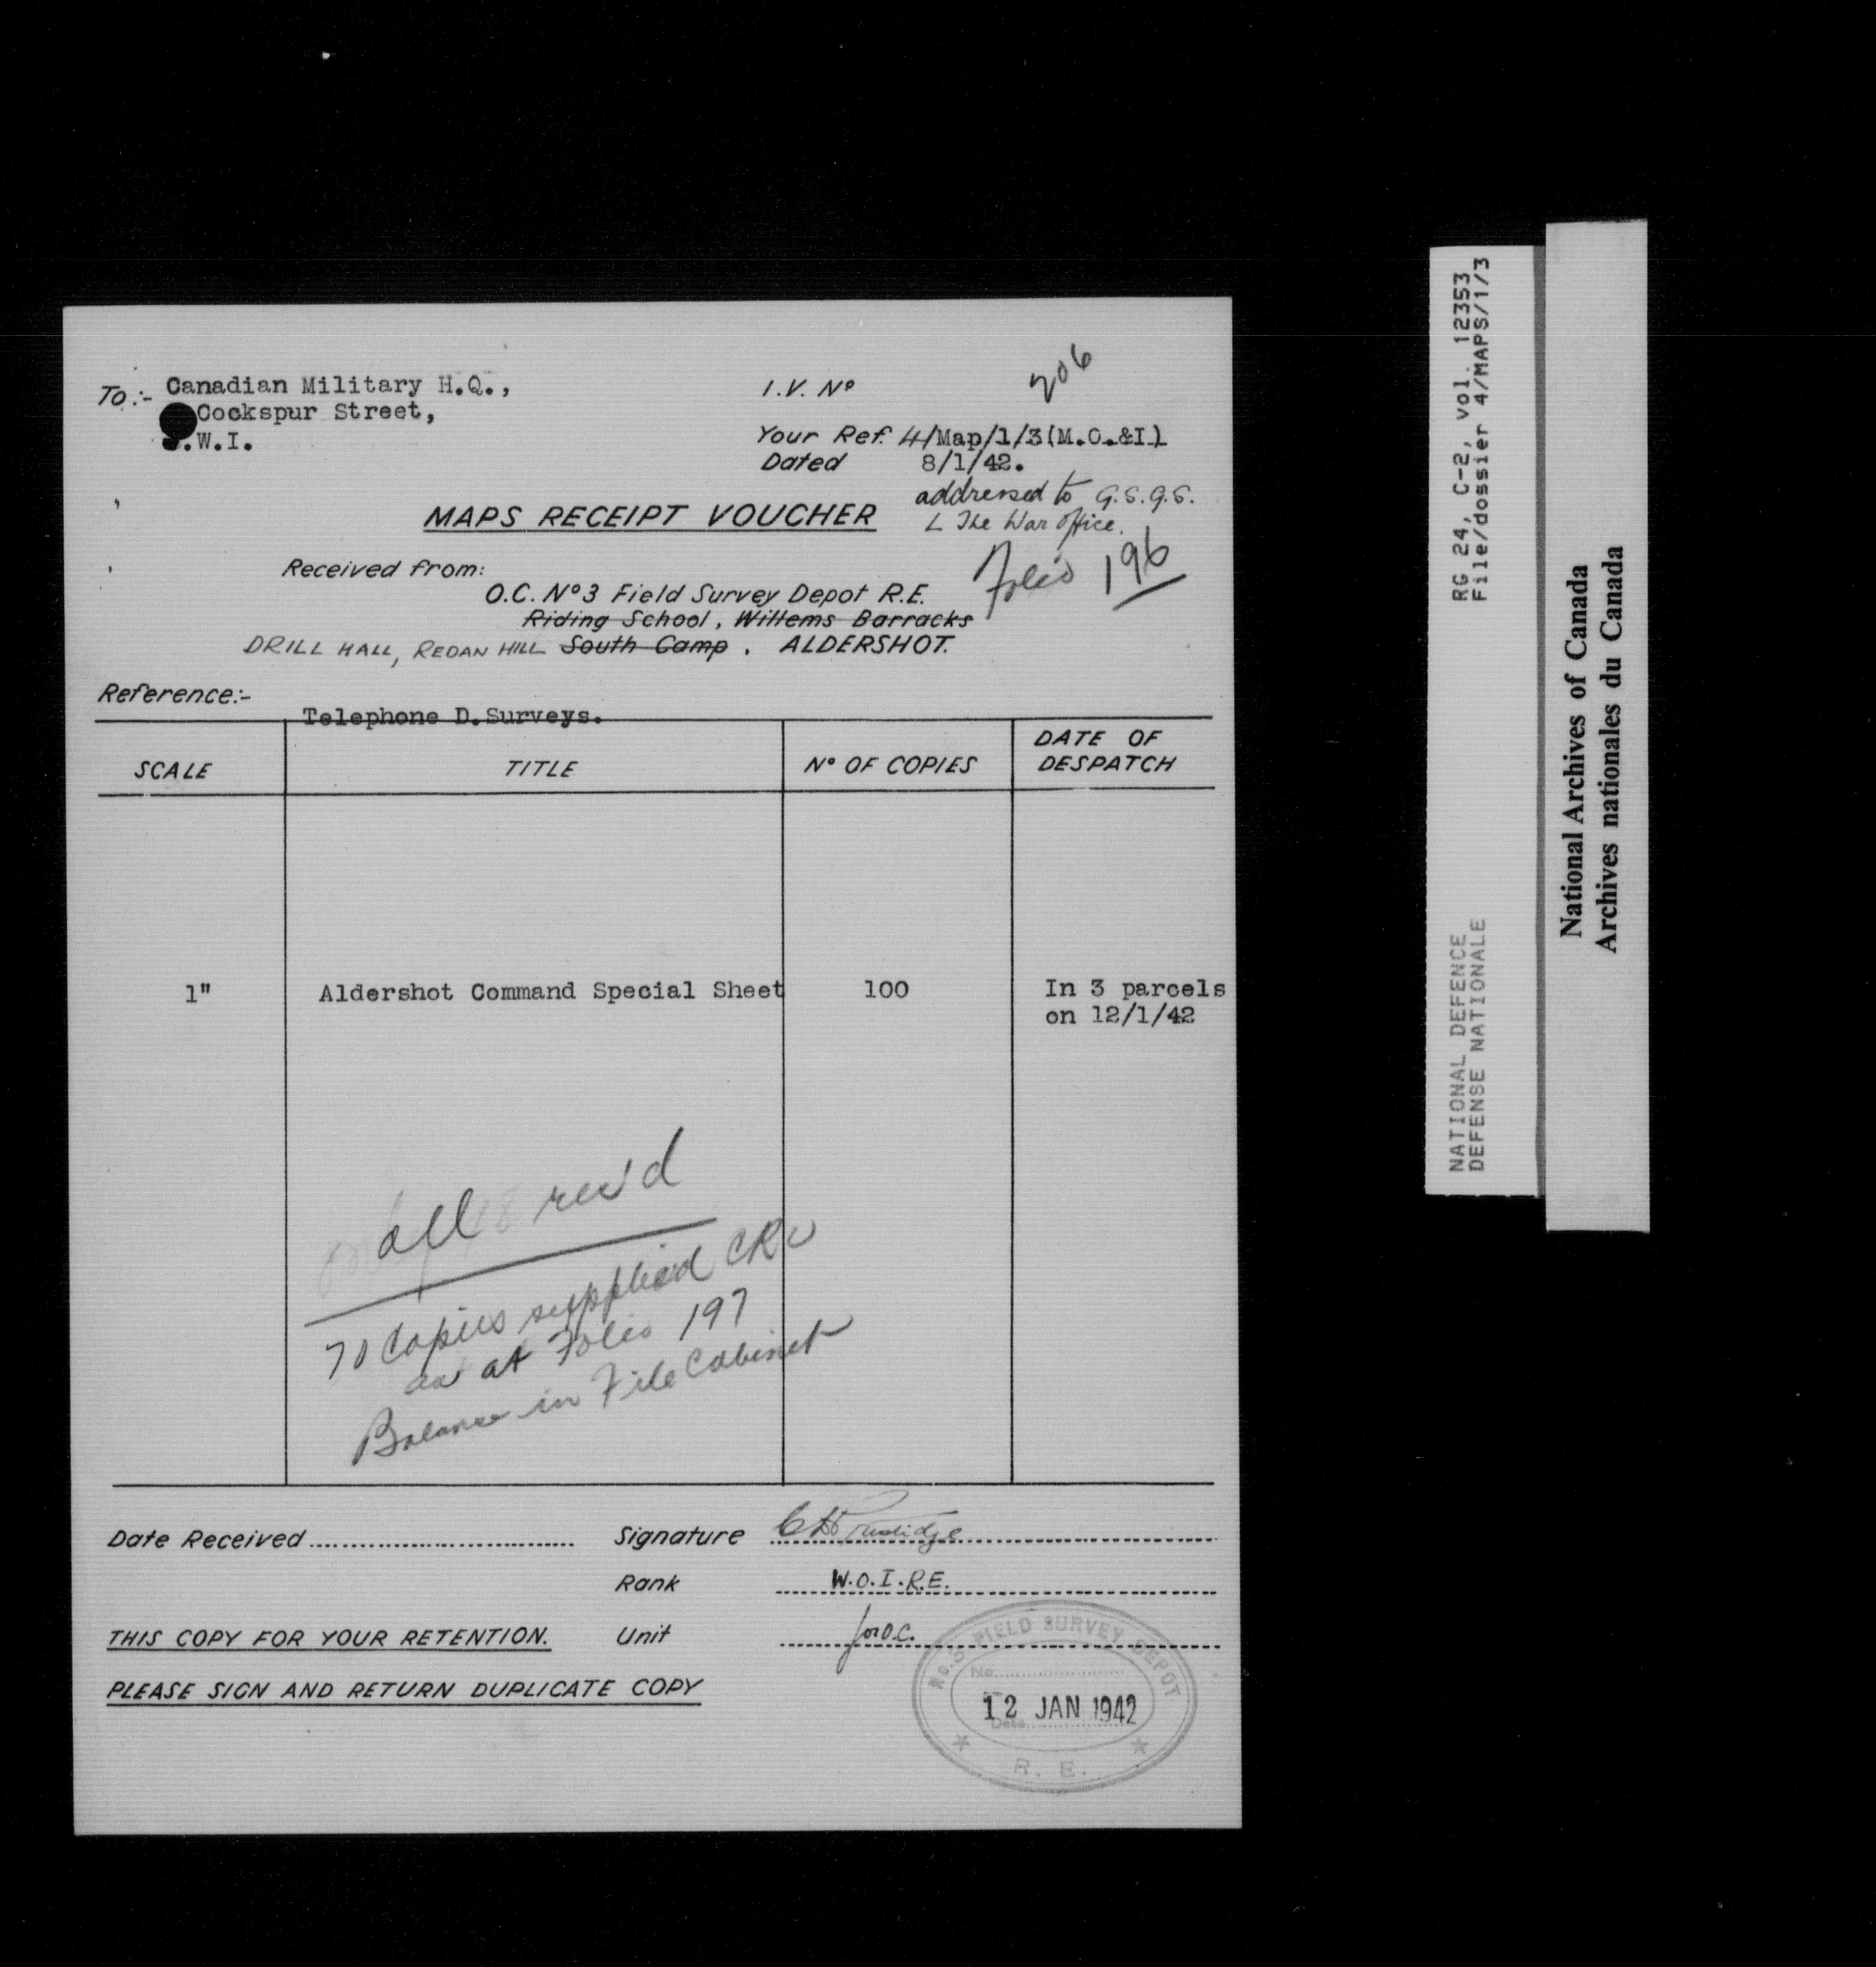 206
To:- Canadian Military H.Q.,
Cockspur Street,
.W.I.
I.V. Nº
Your Ref. 4/Map/1/3(M.O.&I)
Dated 8/1/42.
addressed to G.S.G.S.
The War Office.
MAPS RECEIPT VOUCHER
Folio 196
Received from:
O.C. Nº3 Field Survey Depot R.E.
Riding School, Willems Barracks
DRILL HALL, REDAN HILL South Camp. ALDERSHOT.
Reference:-
Telephone D.Surveys.
SCALE TITLE Nº OF COPIES DATE OF DESPATCH
1" Aldershot Command Special Sheet 100 In 3 parcels
on 12/1/42
all rec'd
70 Copies supplied
as at Folio 197
Balance in File Cabinet
Date Received
Signature
Rank W.O.I.R.E.
THIS COPY FOR YOUR RETENTION. Unit for O.C.
PLEASE SIGN AND RETURN DUPLICATE COPY
No.3 FIELD SURVEY DEPOT
No.
12 JAN 1942
Date
R. E.
RG 24, C-2, vol. 12353
File/dossier 4/MAPS/1/3
NATIONAL DEFENCE
DEFENSE NATIONALE
National Archives of Canada
Archives nationales du Canada